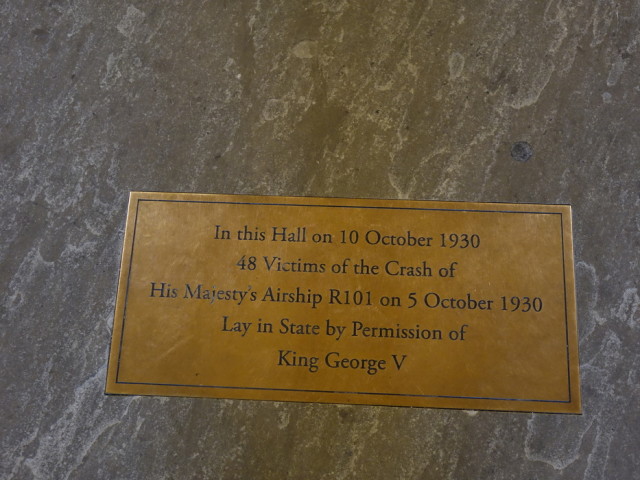 In this Hall on 10 October 1930
48 Victims of the Crash of
His Majesty's Airship R101 on 5 October 1930
Lay in State by Permission of
King George V